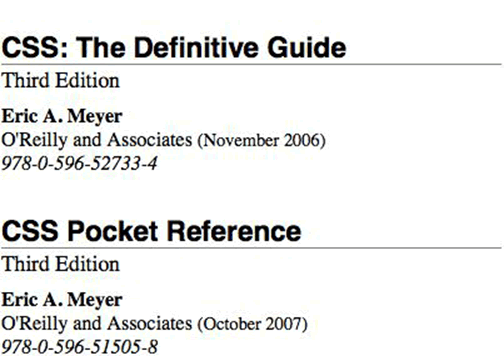 CSS: The Definitive Guide
Third Edition
Eric A. Meyer
O'Reilly and Associates (November 2006)
978-0-596-52733-4
CSS Pocket Reference
Third Edition
Eric A. Meyer
O'Reilly and Associates (October 2007)
978-0-596-51505-8